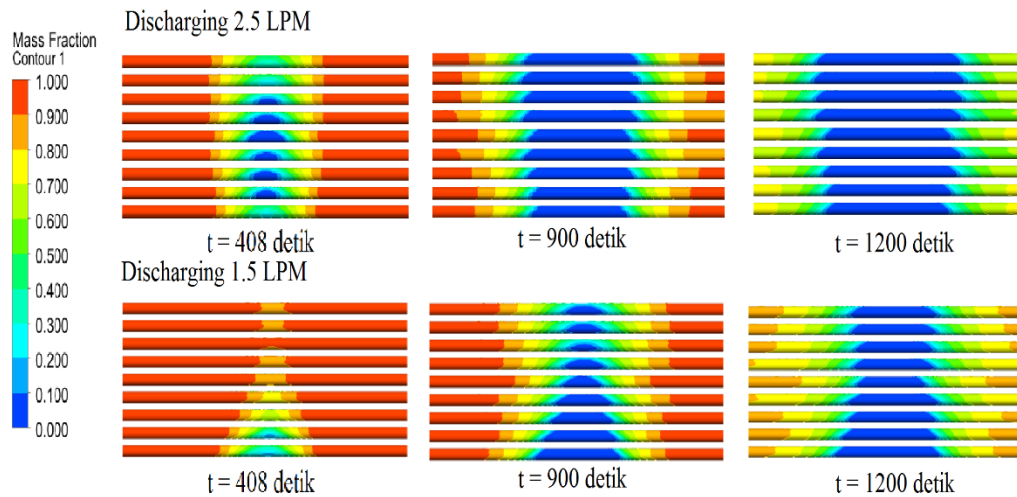 Discharging 2.5 LPM
Mass Fraction
Contour 1
1.000
0.900
0.800
0.700
0.600
0.500
0.400
0.300
0.200
0.100
0.000
t = 408 detik
t = 900 detik
t = 1200 detik
Discharging 1.5 LPM
t = 408 detik
t = 900 detik
t = 1200 detik